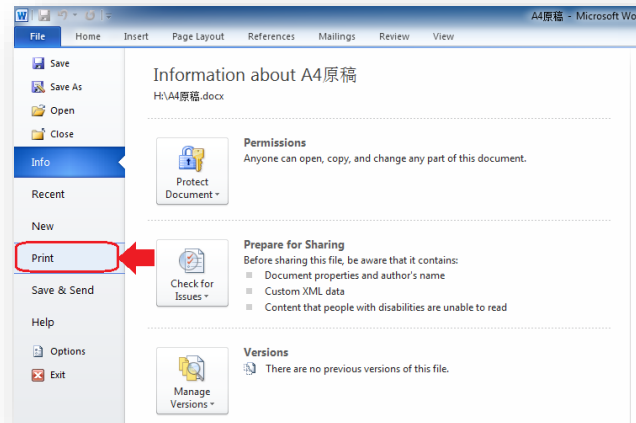 A4原稿 - Microsoft Wo
File Home Insert Page Layout References Mailings Review View
Save
Save As
Open
Close
Info
Recent
New
Print
Save & Send
Help
Options
Exit
Information about A4原稿
H:\A4原稿.docx
Protect
Document
Permissions
Anyone can open, copy, and change any part of this document.
Check for
Issues
Prepare for Sharing
Before sharing this file, be aware that it contains:
Document properties and author's name
Custom XML data
Content that people with disabilities are unable to read
Manage
Versions
Versions
There are no previous versions of this file.